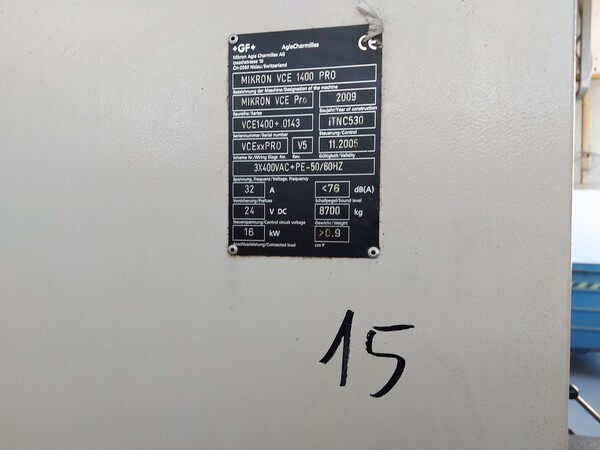 +GF+ AgieCharmilles CE
Mikron Agie Charmilles AG
Ipsachstrasse 16
CH-2560 Nidau/Switzerland
MIKRON VCE 1400 PRO
Bezeichnung der Maschine/Designation of the machine
MIKRON VCE Pro 2009
Baureihe/Series Baujahr/Year of construction
VCE1400+.0143 iTNC530
Seriennummer/Serial number Steuerung/Control
VCExxPRO V5 11.2005
Schema Nr./Wiring Diagr. No. Rev. Gültigkeit/Validity
3X400VAC+PE-50/60HZ
Spannung, Frequenz/Voltage, Frequency
32 A <76 dB(A)
Vorsicherung/Prefuse Schallpegel/Sound level
24 V DC 8700 kg
Steuerspannung/Control circuit voltage Gewicht/Weight
16 kW >0.9
Anschlussleistung/Connected load cos φ
15